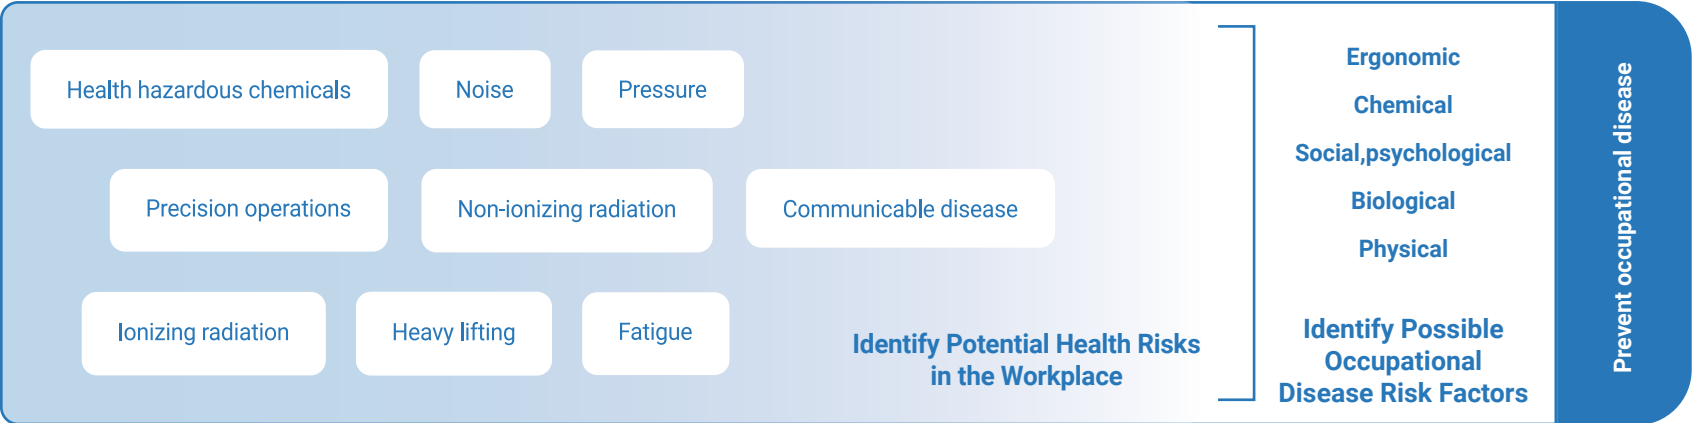 Health hazardous chemicals
Noise
Pressure
Precision operations
Non-ionizing radiation
Communicable disease
Ionizing radiation
Heavy lifting
Fatigue
Identify Potential Health Risks
in the Workplace
Ergonomic
Chemical
Social,psychological
Biological
Physical
Identify Possible
Occupational
Disease Risk Factors
Prevent occupational disease